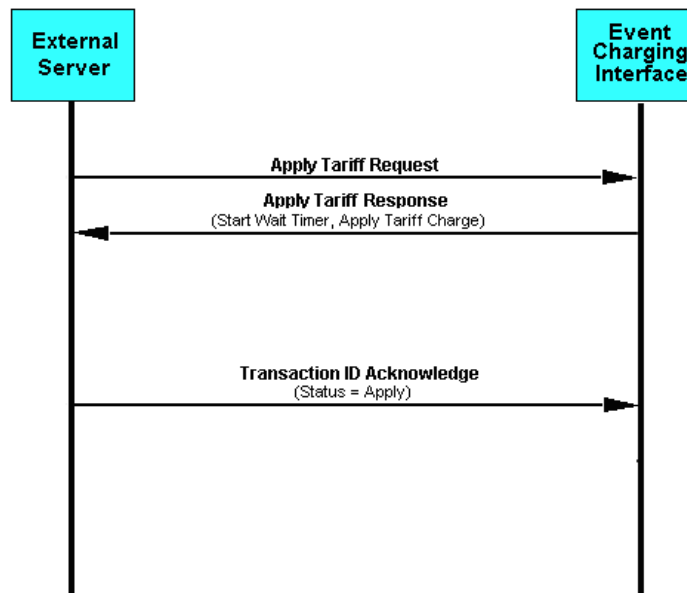 External
Server
Event
Charging
Interface
Apply Tariff Request
Apply Tariff Response
(Start Wait Timer, Apply Tariff Charge)
Transaction ID Acknowledge
(Status = Apply)